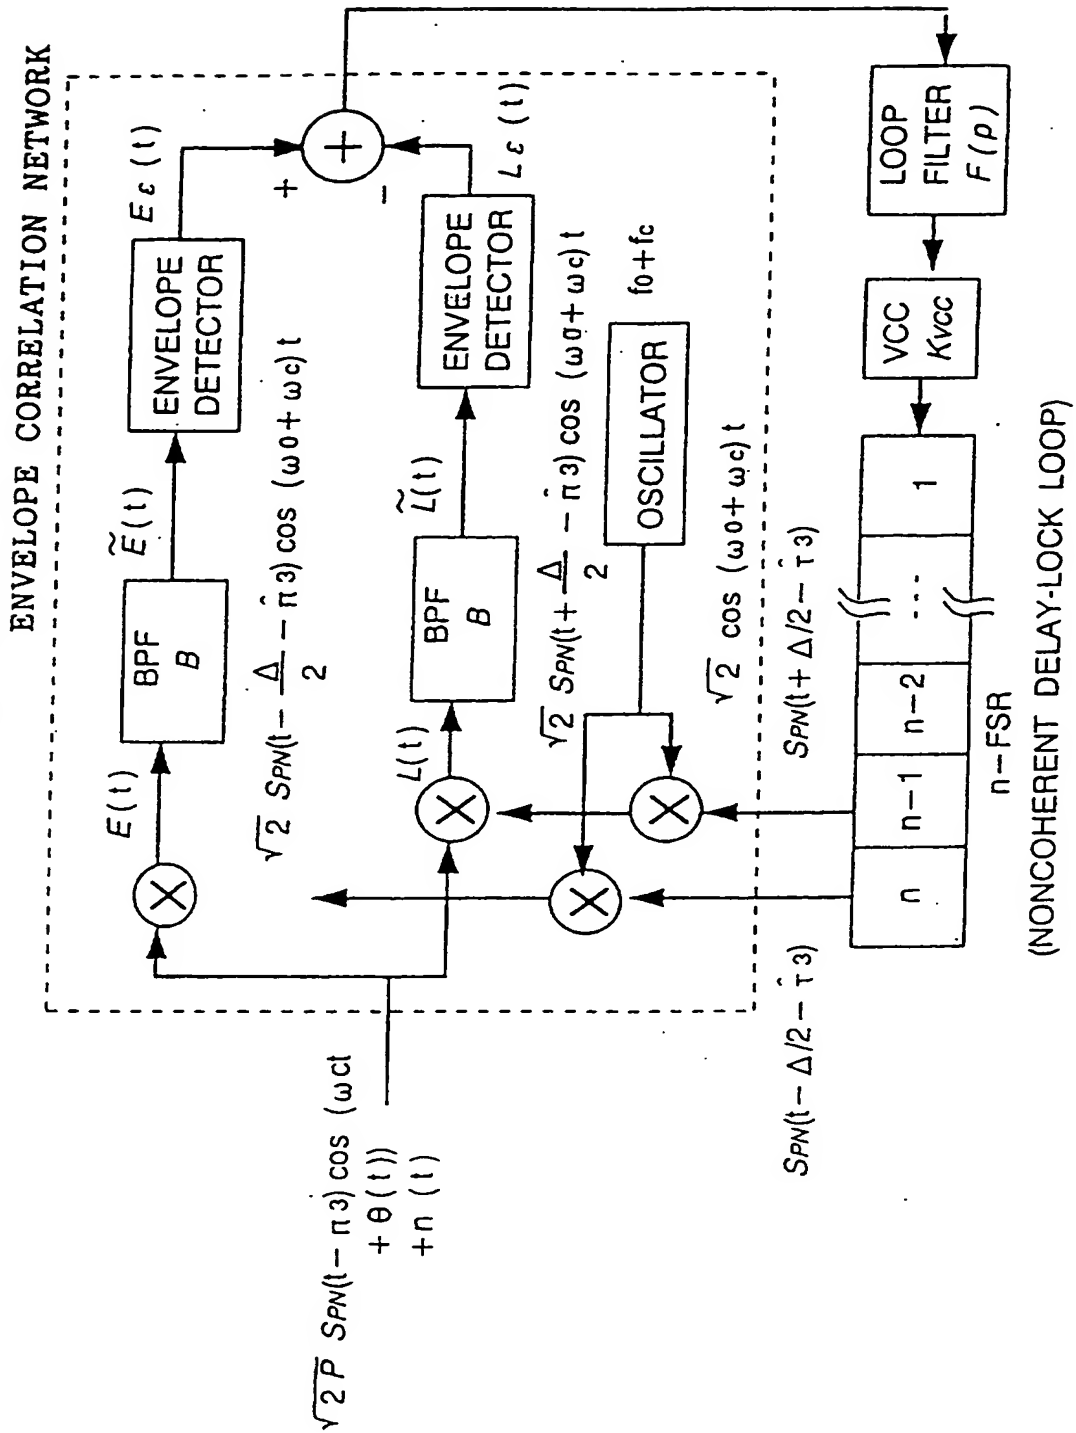 ENVELOPE CORRELATION NETWORK
E(t)
BPF
B
Ẽ(t)
ENVELOPE
DETECTOR
Eε(t)
√2 SPN(t− Δ/2 − π̂3) cos (ω0+ωc)t
+
+
−
L(t)
BPF
B
L̃(t)
ENVELOPE
DETECTOR
Lε(t)
√2 SPN(t+ Δ/2 − π̂3) cos (ω0+ωc)t
√2P SPN(t− π3) cos (ωct
+θ(t))
+n (t)
OSCILLATOR
f0+fc
√2 cos (ω0+ωc)t
SPN(t− Δ/2 − τ̂3)
SPN(t+ Δ/2− τ̂3)
n
n−1
n−2
...
1
VCC
KVCC
LOOP
FILTER
F(p)
n−FSR
(NONCOHERENT DELAY-LOCK LOOP)